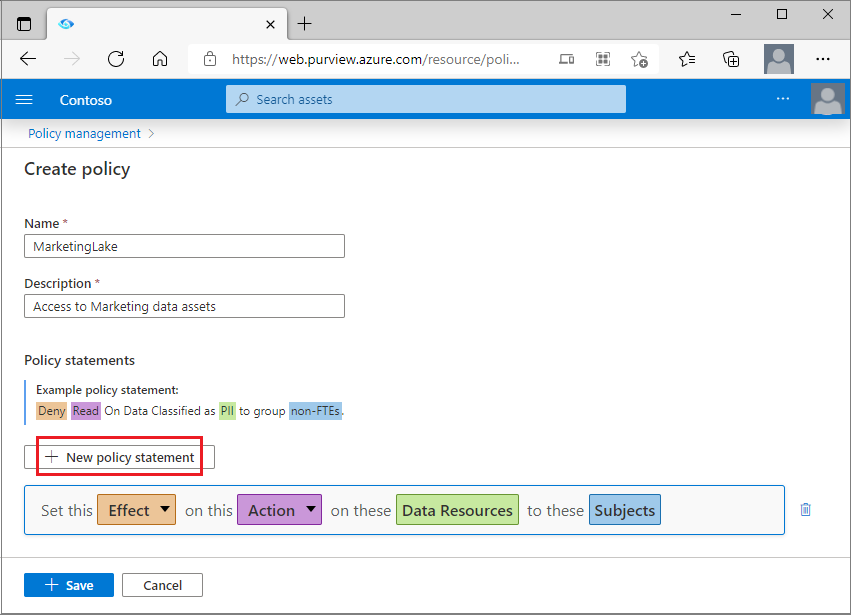 https://web.purview.azure.com/resource/poli...
Contoso
Search assets
Policy management
Create policy
Name *
MarketingLake
Description *
Access to Marketing data assets
Policy statements
Example policy statement:
Deny Read On Data Classified as PII to group non-FTEs.
New policy statement
Set this Effect on this Action on these Data Resources to these Subjects
Save Cancel